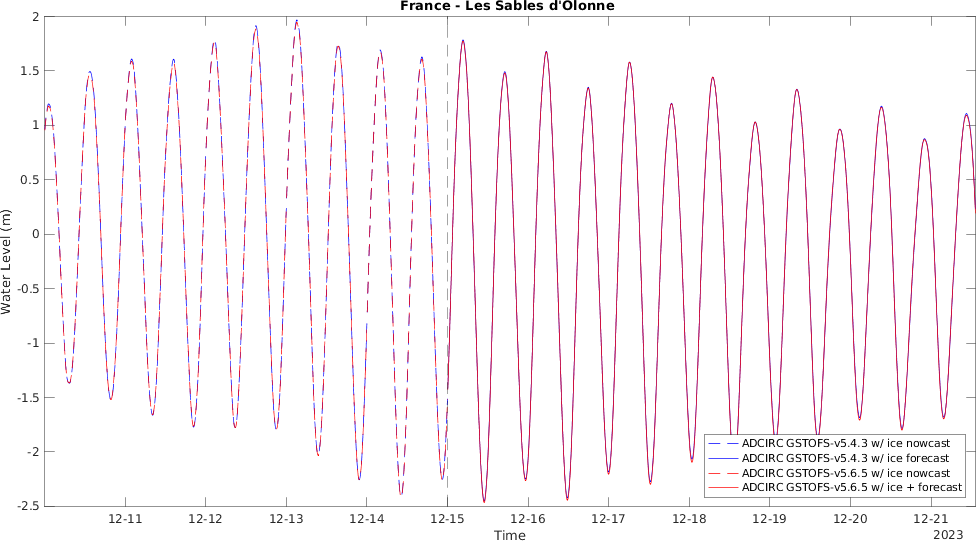 France - Les Sables d'Olonne
2
1.5
1
0.5
0
-0.5
-1
-1.5
-2
-2.5
Water Level (m)
ADCIRC GSTOFS-v5.4.3 w/ ice nowcast
ADCIRC GSTOFS-v5.4.3 w/ ice forecast
ADCIRC GSTOFS-v5.6.5 w/ ice nowcast
ADCIRC GSTOFS-v5.6.5 w/ ice + forecast
12-11 12-12 12-13 12-14 12-15 12-16 12-17 12-18 12-19 12-20 12-21
Time
2023